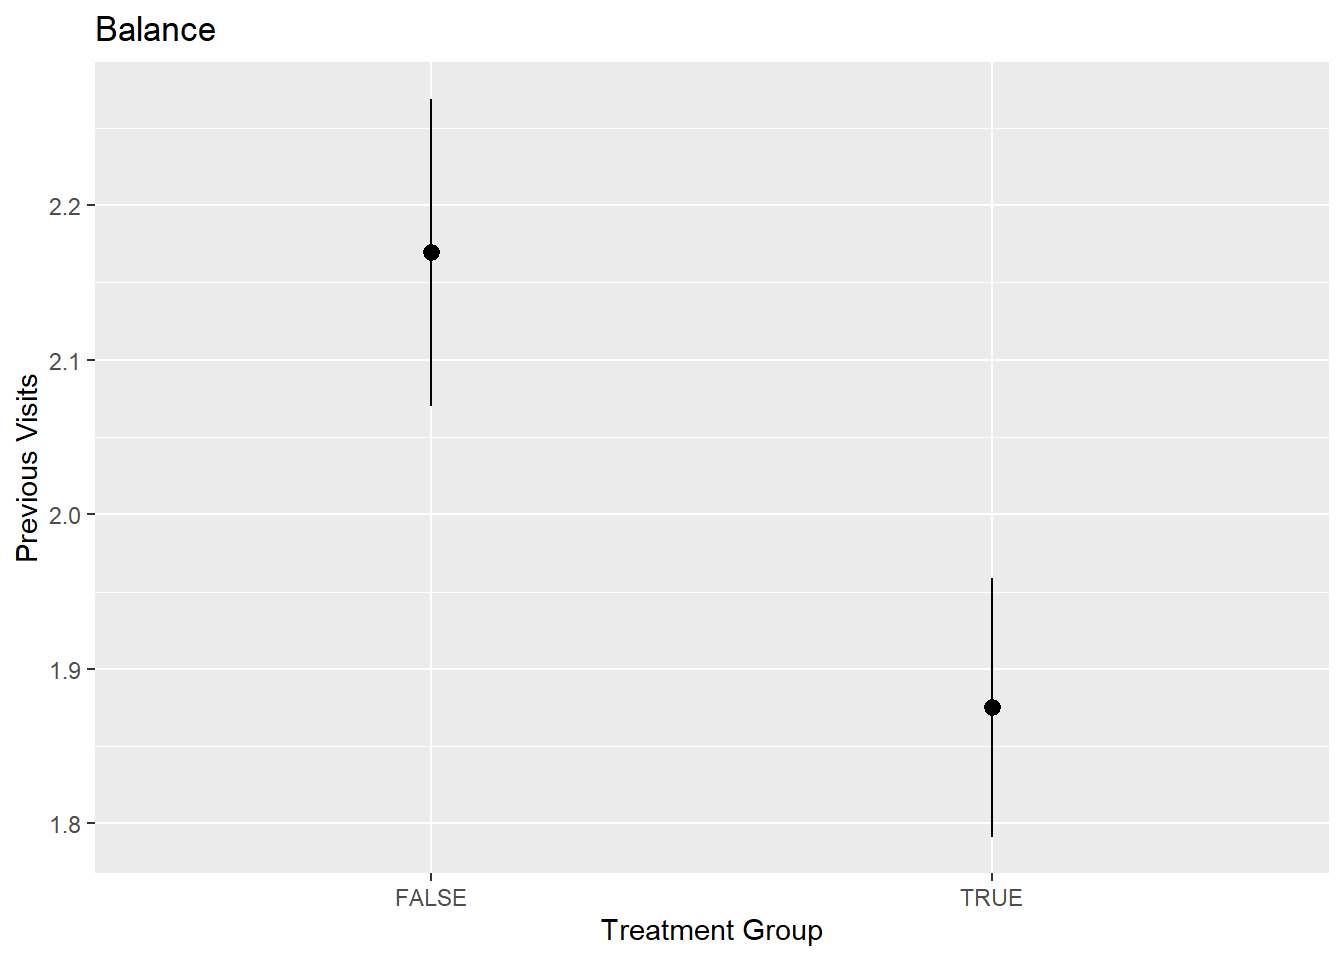 Balance
Previous Visits
2.2
2.1
2.0
1.9
1.8
FALSE
TRUE
Treatment Group